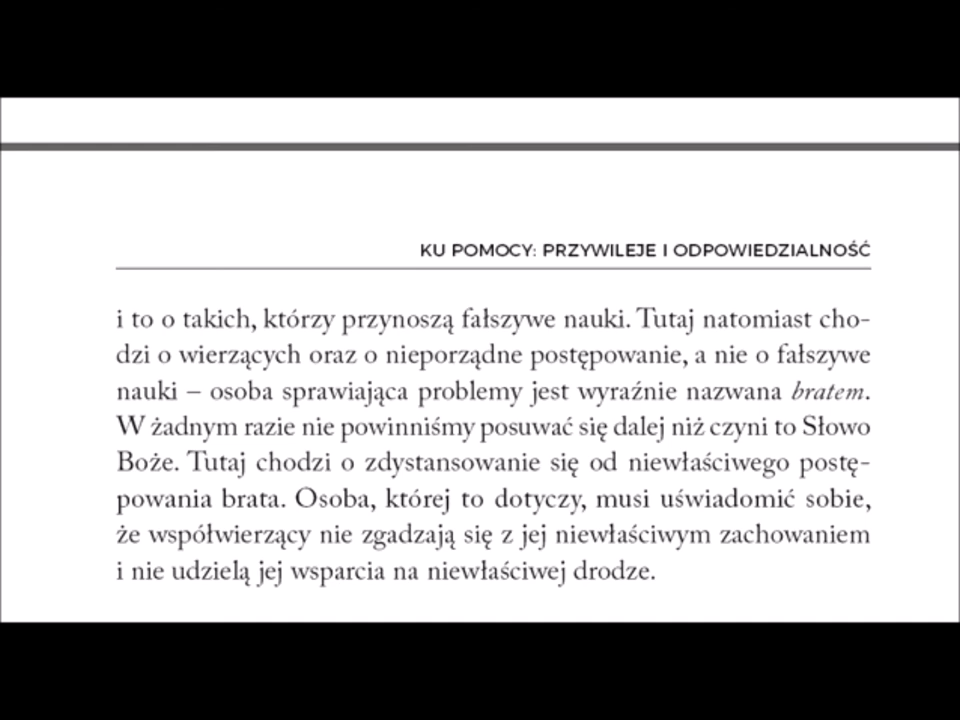 KU POMOCY: PRZYWILEJE I ODPOWIEDZIALNOŚĆ
i to o takich, którzy przynoszą fałszywe nauki. Tutaj natomiast cho-
dzi o wierzących oraz o nieporządne postępowanie, a nie o fałszywe
nauki – osoba sprawiająca problemy jest wyraźnie nazwana bratem.
W żadnym razie nie powinniśmy posuwać się dalej niż czyni to Słowo
Boże. Tutaj chodzi o zdystansowanie się od niewłaściwego postę-
powania brata. Osoba, której to dotyczy, musi uświadomić sobie,
że współwierzący nie zgadzają się z jej niewłaściwym zachowaniem
i nie udzielą jej wsparcia na niewłaściwej drodze.